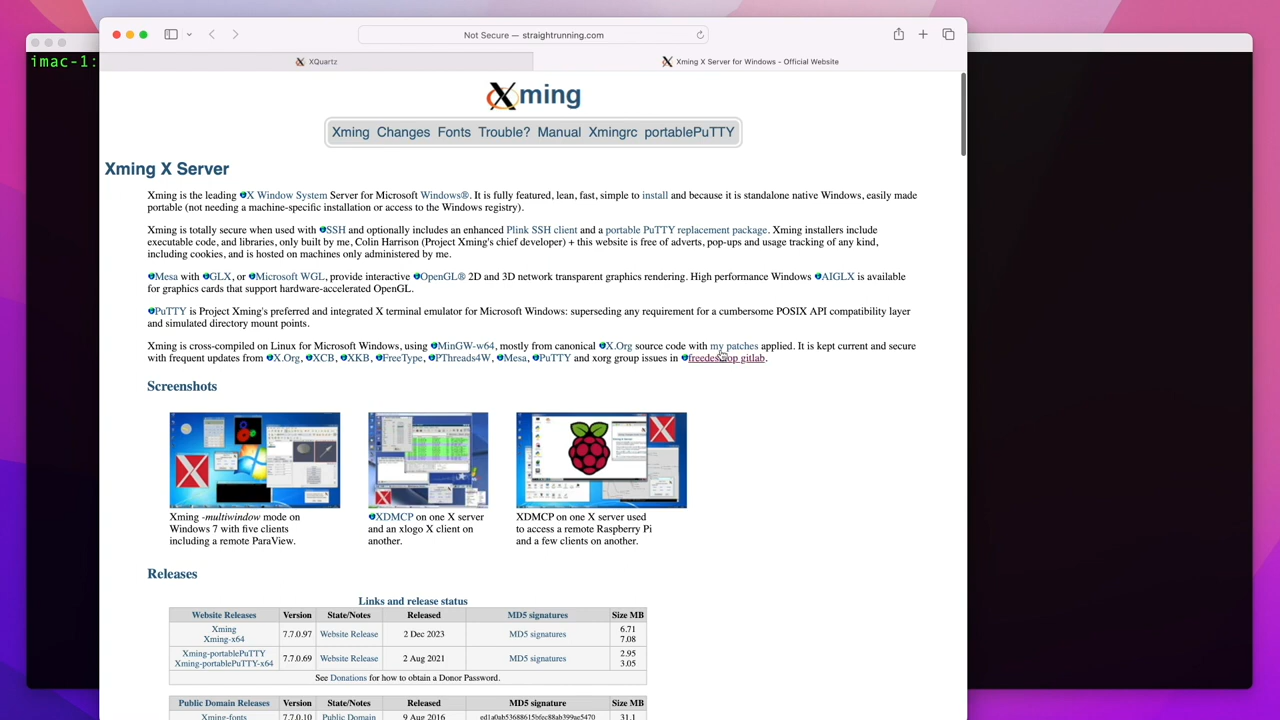 Not Secure — straightrunning.com
XQuartz
Xming X Server for Windows - Official Website
imac-1:
Xming
Xming Changes Fonts Trouble? Manual Xmingrc portablePuTTY
Xming X Server
Xming is the leading X Window System Server for Microsoft Windows®. It is fully featured, lean, fast, simple to install and because it is standalone native Windows, easily made
portable (not needing a machine-specific installation or access to the Windows registry).
Xming is totally secure when used with SSH and optionally includes an enhanced Plink SSH client and a portable PuTTY replacement package. Xming installers include
executable code, and libraries, only built by me, Colin Harrison (Project Xming's chief developer) + this website is free of adverts, pop-ups and usage tracking of any kind,
including cookies, and is hosted on machines only administered by me.
Mesa with GLX, or Microsoft WGL, provide interactive OpenGL® 2D and 3D network transparent graphics rendering. High performance Windows AIGLX is available
for graphics cards that support hardware-accelerated OpenGL.
PuTTY is Project Xming's preferred and integrated X terminal emulator for Microsoft Windows: superseding any requirement for a cumbersome POSIX API compatibility layer
and simulated directory mount points.
Xming is cross-compiled on Linux for Microsoft Windows, using MinGW-w64, mostly from canonical X.Org source code with my patches applied. It is kept current and secure
with frequent updates from X.Org, XCB, XKB, FreeType, PThreads4W, Mesa, PuTTY and xorg group issues in freedesktop gitlab.
Screenshots
Xming -multiwindow mode on
Windows 7 with five clients
including a remote ParaView.
XDMCP on one X server
and an xlogo X client on
another.
XDMCP on one X server used
to access a remote Raspberry Pi
and a few clients on another.
Releases
Links and release status
Website Releases Version State/Notes Released MD5 signatures Size MB
Xming 7.7.0.97 Website Release 2 Dec 2023 MD5 signatures 6.71
Xming-x64 7.08
Xming-portablePuTTY 7.7.0.69 Website Release 2 Aug 2021 MD5 signatures 2.95
Xming-portablePuTTY-x64 3.05
See Donations for how to obtain a Donor Password.
Public Domain Releases Version State/Notes Released MD5 signature Size MB
Xming-fonts 7.7.0.10 Public Domain 9 Aug 2016 ed1a0ab53688615bfec88ab399ae5470 31.1